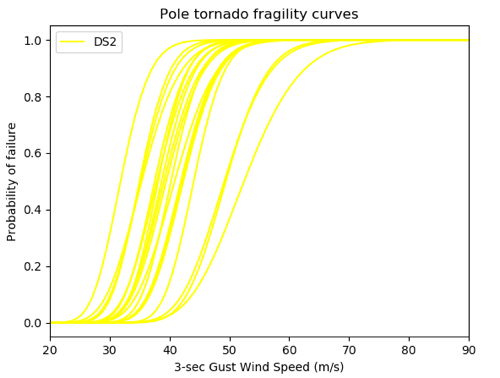 Pole tornado fragility curves
DS2
Probability of failure
1.0
0.8
0.6
0.4
0.2
0.0
20 30 40 50 60 70 80 90
3-sec Gust Wind Speed (m/s)